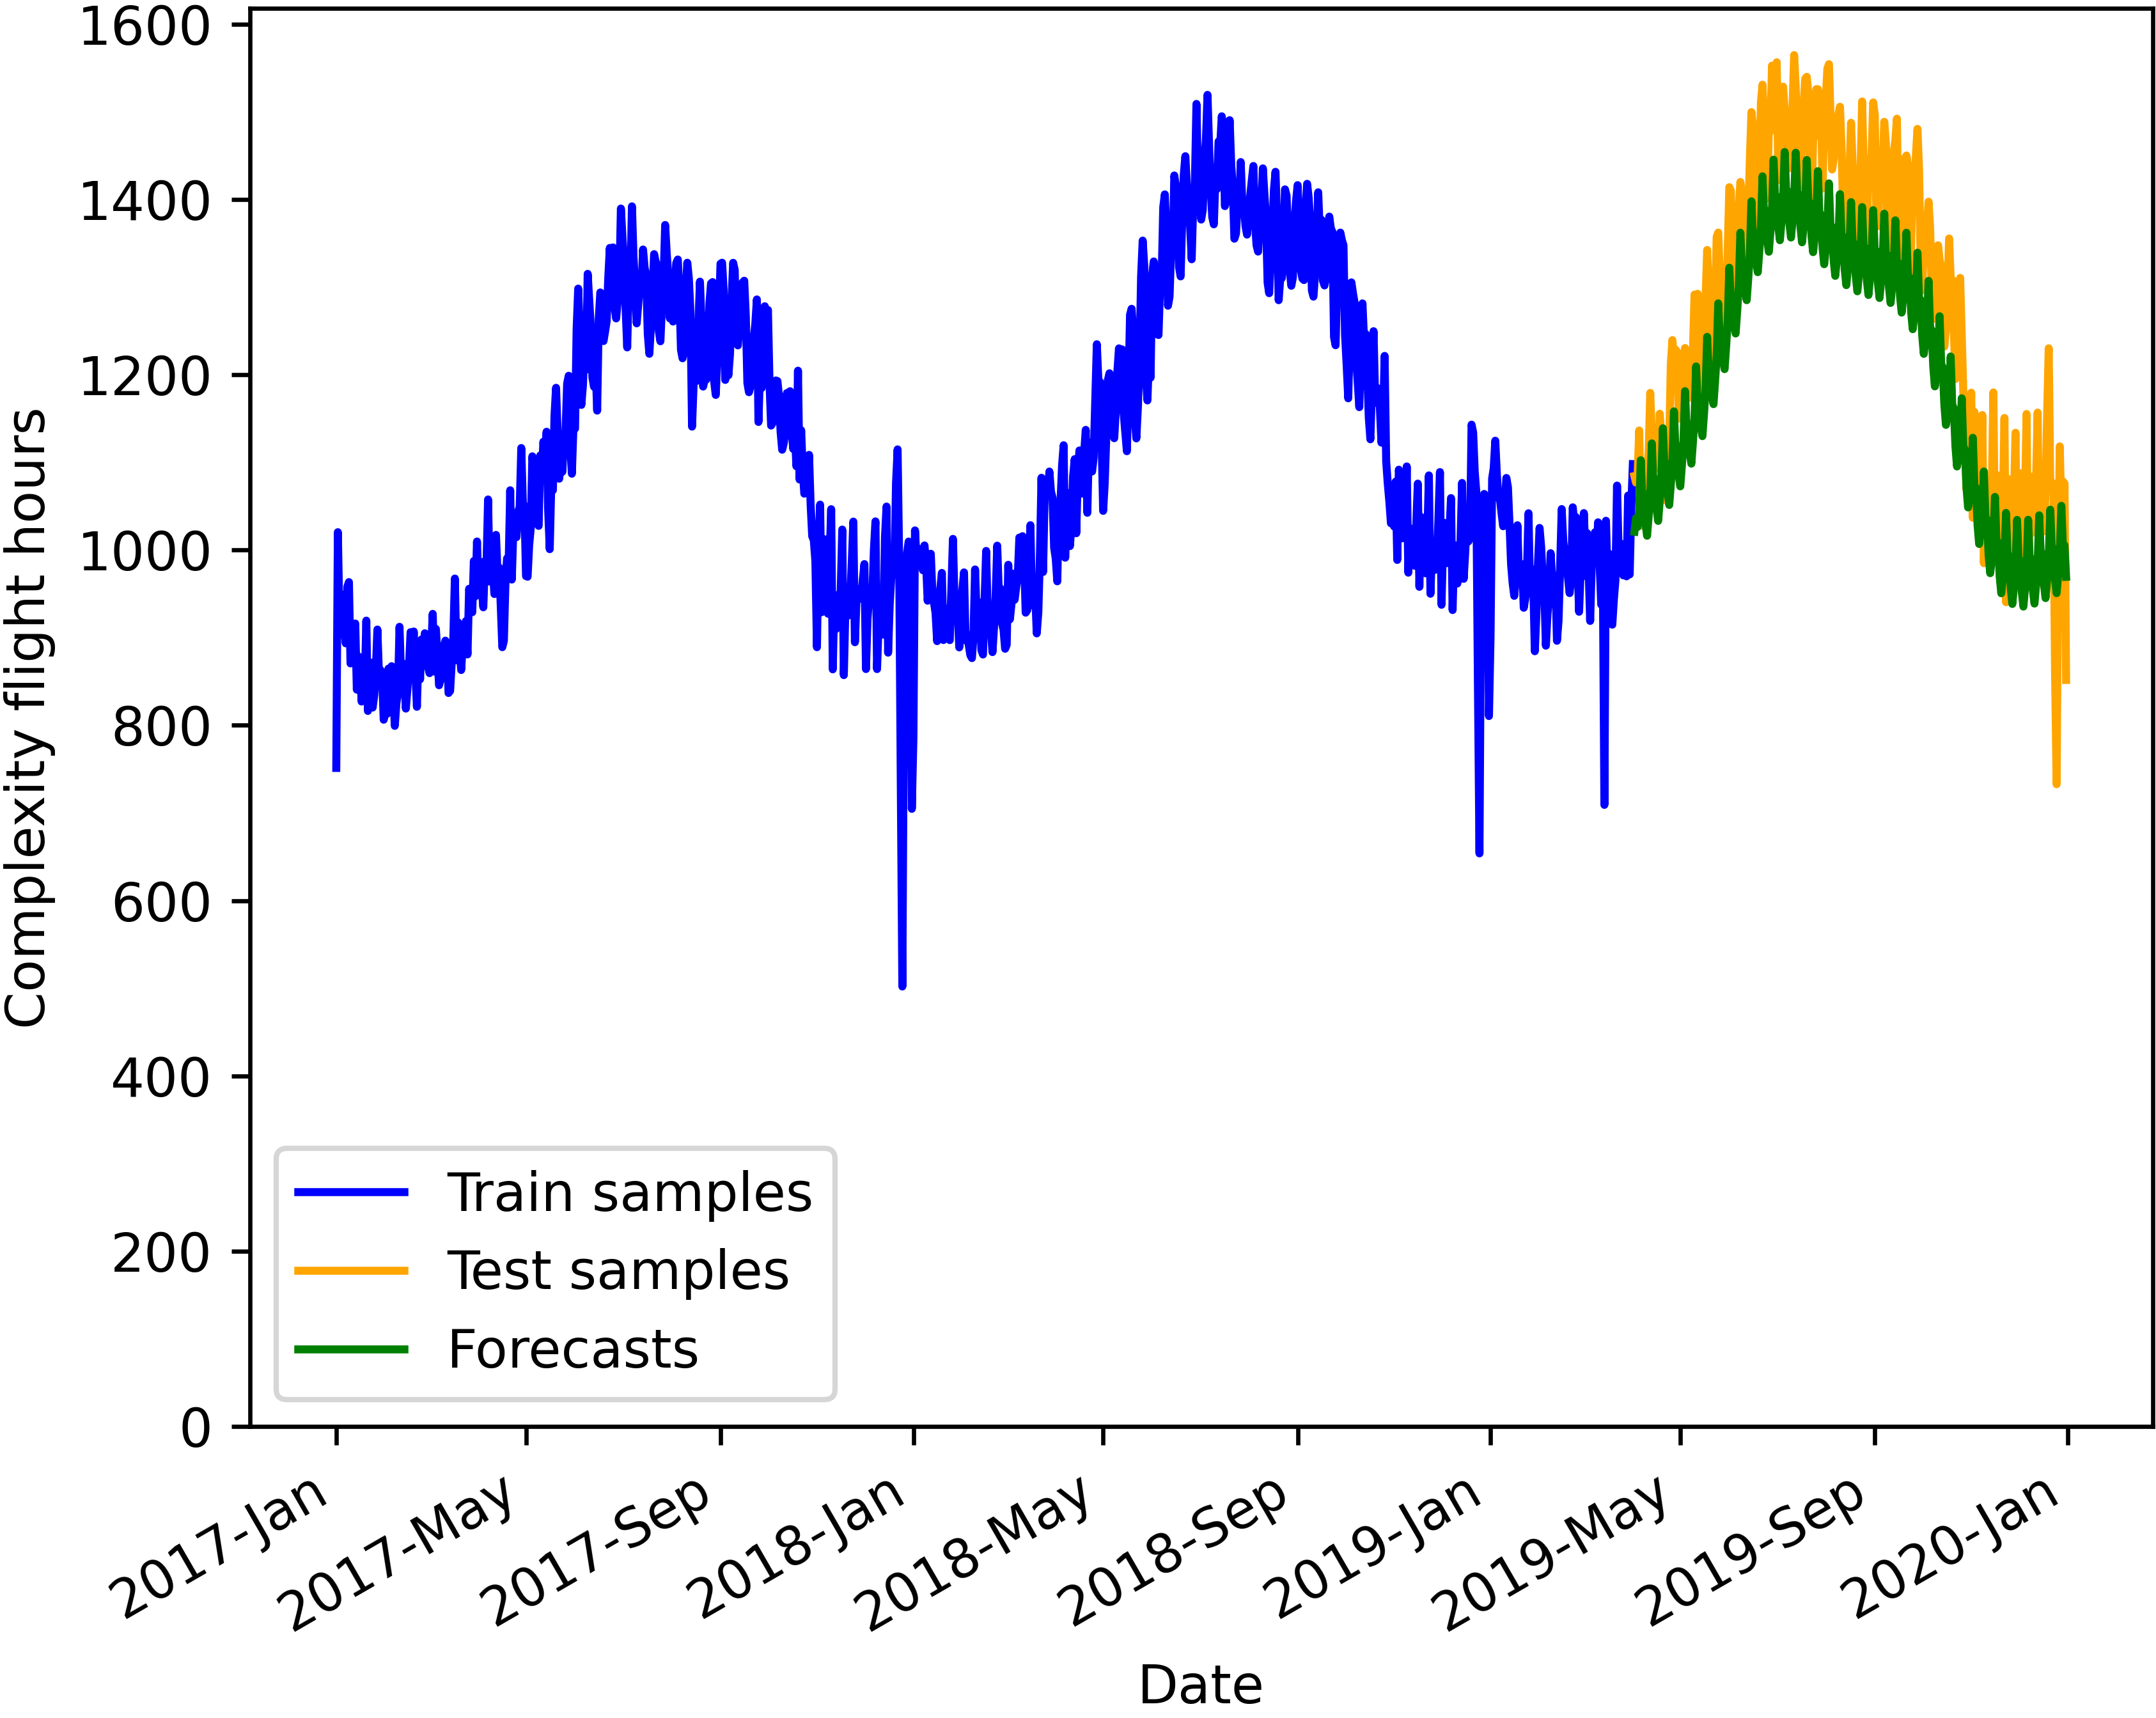 Complexity flight hours
1600
1400
1200
1000
800
600
400
200
0
Train samples
Test samples
Forecasts
2017-Jan
2017-May
2017-Sep
2018-Jan
2018-May
2018-Sep
2019-Jan
2019-May
2019-Sep
2020-Jan
Date